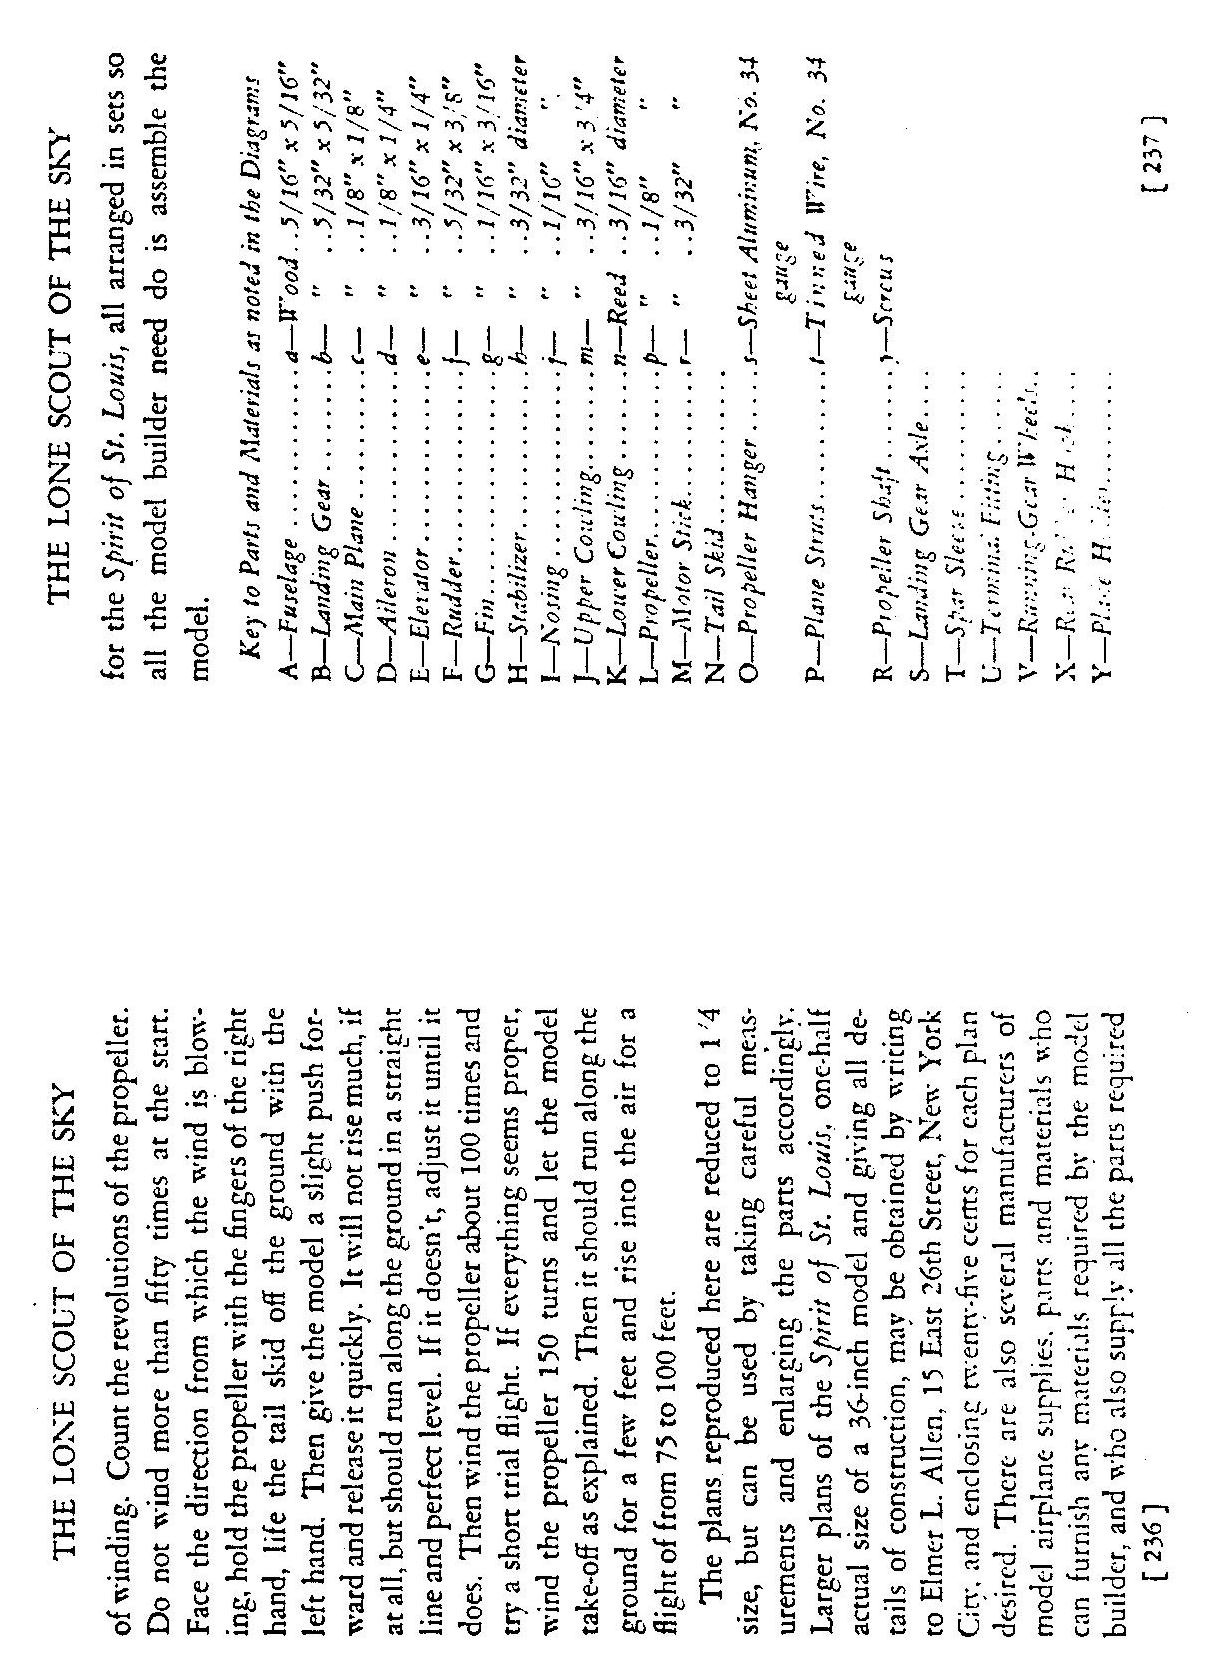 THE LONE SCOUT OF THE SKY
of winding. Count the revolutions of the propeller.
Do not wind more than fifty times at the start.
Face the direction from which the wind is blow-
ing, hold the propeller with the fingers of the right
hand, life the tail skid off the ground with the
left hand. Then give the model a slight push for-
ward and release it quickly. It will not rise much, if
at all, but should run along the ground in a straight
line and perfect level. If it doesn't, adjust it until it
does. Then wind the propeller about 100 times and
try a short trial flight. If everything seems proper,
wind the propeller 150 turns and let the model
take-off as explained. Then it should run along the
ground for a few feet and rise into the air for a
flight of from 75 to 100 feet.
The plans reproduced here are reduced to 1/4
size, but can be used by taking careful meas-
urements and enlarging the parts accordingly.
Larger plans of the Spirit of St. Louis, one-half
actual size of a 36-inch model and giving all de-
tails of construction, may be obtained by writing
to Elmer L. Allen, 15 East 26th Street, New York
City, and enclosing twenty-five cents for each plan
desired. There are also several manufacturers of
model airplane supplies, parts and materials who
can furnish any materials required by the model
builder, and who also supply all the parts required
[ 236 ]
THE LONE SCOUT OF THE SKY
for the Spirit of St. Louis, all arranged in sets so
all the model builder need do is assemble the
model.
Key to Parts and Materials as noted in the Diagrams
A—Fuselage ..........a—Wood..5/16" x 5/16"
B—Landing Gear........b— " ..5/32" x 5/32"
C—Main Plane..........c— " ..1/8" x 1/8"
D—Aileron.............d— " ..1/8" x 1/4"
E—Elevator............e— " ..3/16" x 1/4"
F—Rudder..............f— " ..5/32" x 3/8"
G—Fin.................g— " ..1/16" x 3/16"
H—Stabilizer..........h— " ..3/32" diameter
I—Nosing..............j— " ..1/16" "
J—Upper Cowling.......m— " ..3/16" x 3/4"
K—Lower Cowling.......n—Reed ..3/16" diameter
L—Propeller...........p— " ..1/8" "
M—Motor Stick.........r— " ..3/32" "
N—Tail Skid...........
O—Propeller Hanger....s—Sheet Aluminum, No. 34
gauge
P—Plane Struts........t—Tinned Wire, No. 34
gauge
R—Propeller Shaft.....y—Screws
S—Landing Gear Axle....
T—Spar Sleeve.........
U—Terminal Fitting.....
V—Running-Gear Wheels..
X—Rear Hook.....
Y—Plane
[ 237 ]